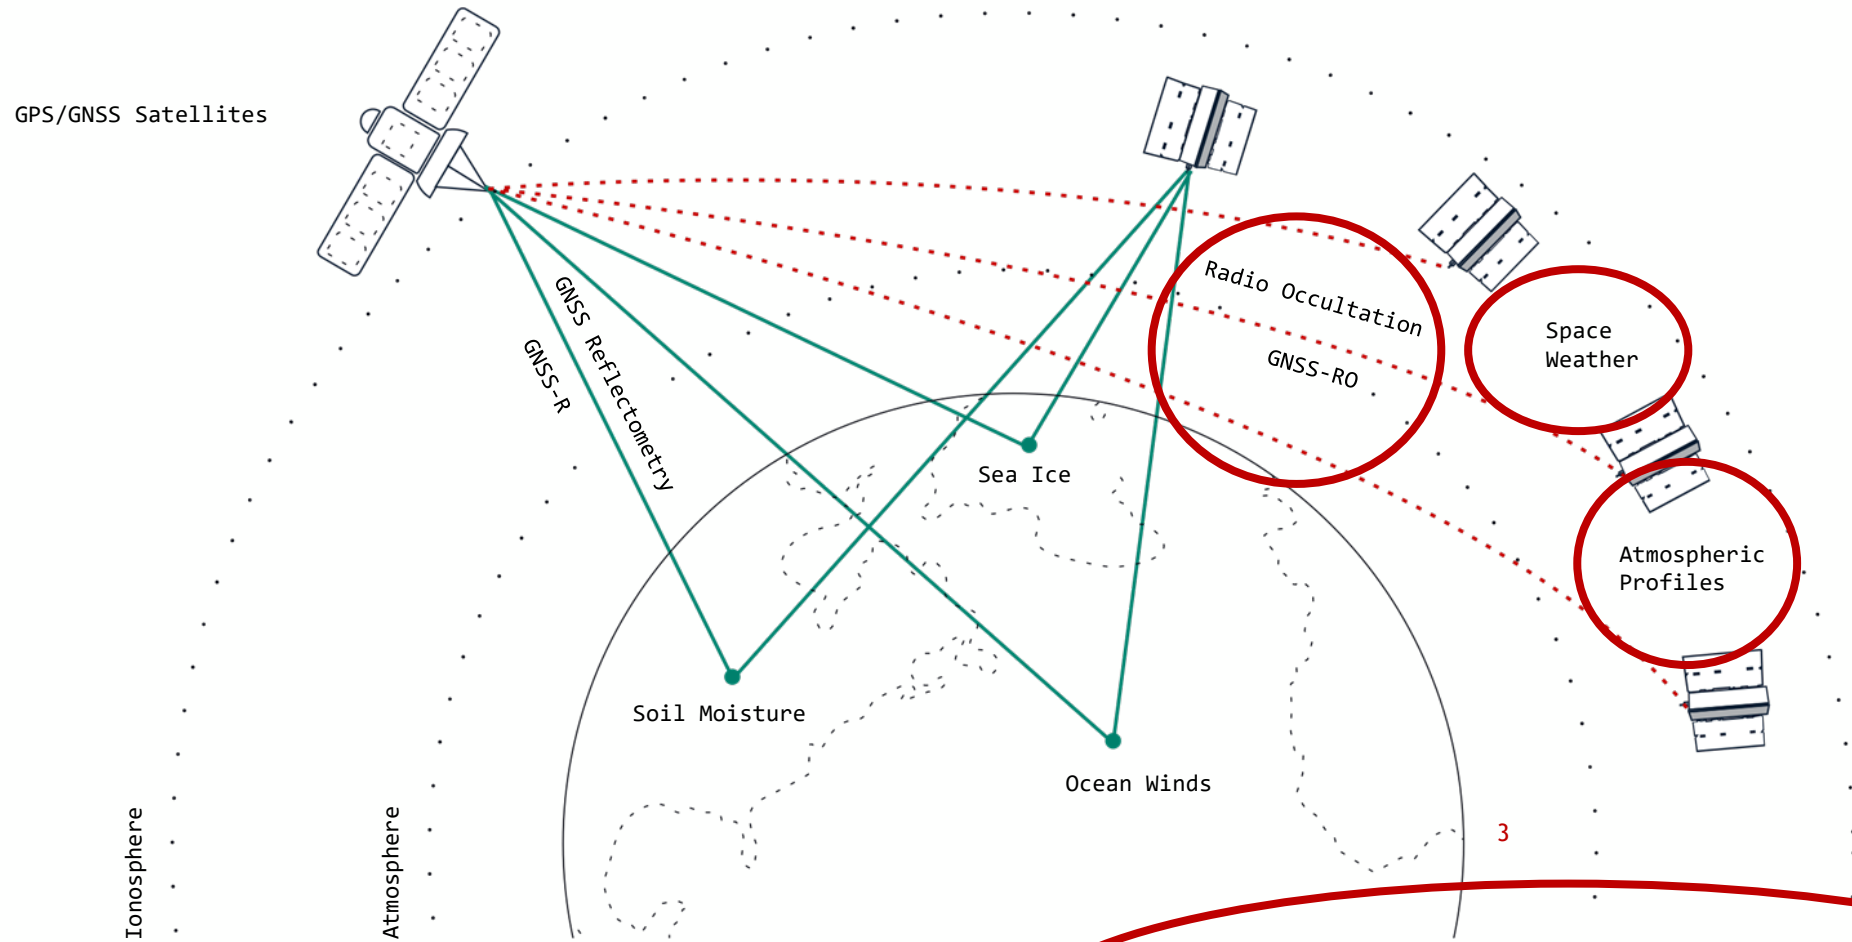 GPS/GNSS Satellites
GNSS Reflectometry
GNSS-R
Radio Occultation
GNSS-RO
Space
Weather
Sea Ice
Atmospheric
Profiles
Soil Moisture
Ocean Winds
3
Ionosphere
Atmosphere